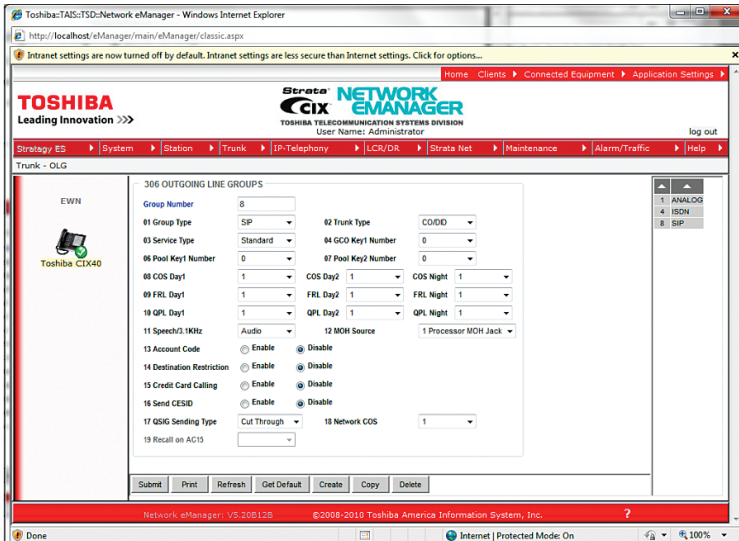 Toshiba::TAIS::TSD::Network eManager - Windows Internet Explorer
http://localhost/eManager/main/eManager/classic.aspx
Intranet settings are now turned off by default. Intranet settings are less secure than Internet settings. Click for options...
Home Clients Connected Equipment Application Settings
TOSHIBA
Leading Innovation >>>
Strata CIX NETWORK EMANAGER
TOSHIBA TELECOMMUNICATION SYSTEMS DIVISION
User Name: Administrator
log out
Stratagy ES System Station Trunk IP-Telephony LCR/DR Strata Net Maintenance Alarm/Traffic Help
Trunk - OLG
EWN
Toshiba CIX40
306 OUTGOING LINE GROUPS
Group Number 8
01 Group Type SIP 02 Trunk Type CO/DID
03 Service Type Standard 04 GCO Key1 Number 0
06 Pool Key1 Number 0 07 Pool Key2 Number 0
08 COS Day1 1 COS Day2 1 COS Night 1
09 FRL Day1 1 FRL Day2 1 FRL Night 1
10 QPL Day1 1 QPL Day2 1 QPL Night 1
11 Speech/3.1KHz Audio 12 MOH Source 1 Processor MOH Jack
13 Account Code Enable Disable
14 Destination Restriction Enable Disable
15 Credit Card Calling Enable Disable
16 Send CESID Enable Disable
17 QSIG Sending Type Cut Through 18 Network COS 1
19 Recall on AC15
1 ANALOG
4 ISDN
8 SIP
Submit Print Refresh Get Default Create Copy Delete
Network eManager: V5.20B12B ©2008-2010 Toshiba America Information System, Inc. ?
Done Internet | Protected Mode: On 100%